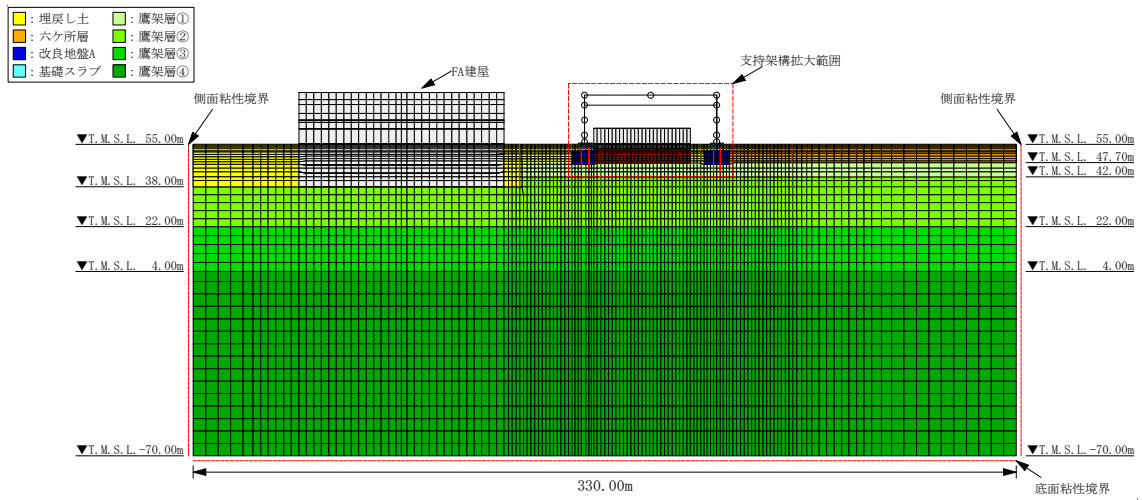 ：埋戻し土 ：鷹架層①
：六ケ所層 ：鷹架層②
：改良地盤A ：鷹架層③
：基礎スラブ ：鷹架層④
FA建屋
支持架構拡大範囲
側面粘性境界
側面粘性境界
▼T.M.S.L. 55.00m
▼T.M.S.L. 38.00m
▼T.M.S.L. 22.00m
▼T.M.S.L. 4.00m
▼T.M.S.L.-70.00m
▼T.M.S.L. 55.00m
▼T.M.S.L. 47.70m
▼T.M.S.L. 42.00m
▼T.M.S.L. 22.00m
▼T.M.S.L. 4.00m
▼T.M.S.L.-70.00m
330.00m
底面粘性境界